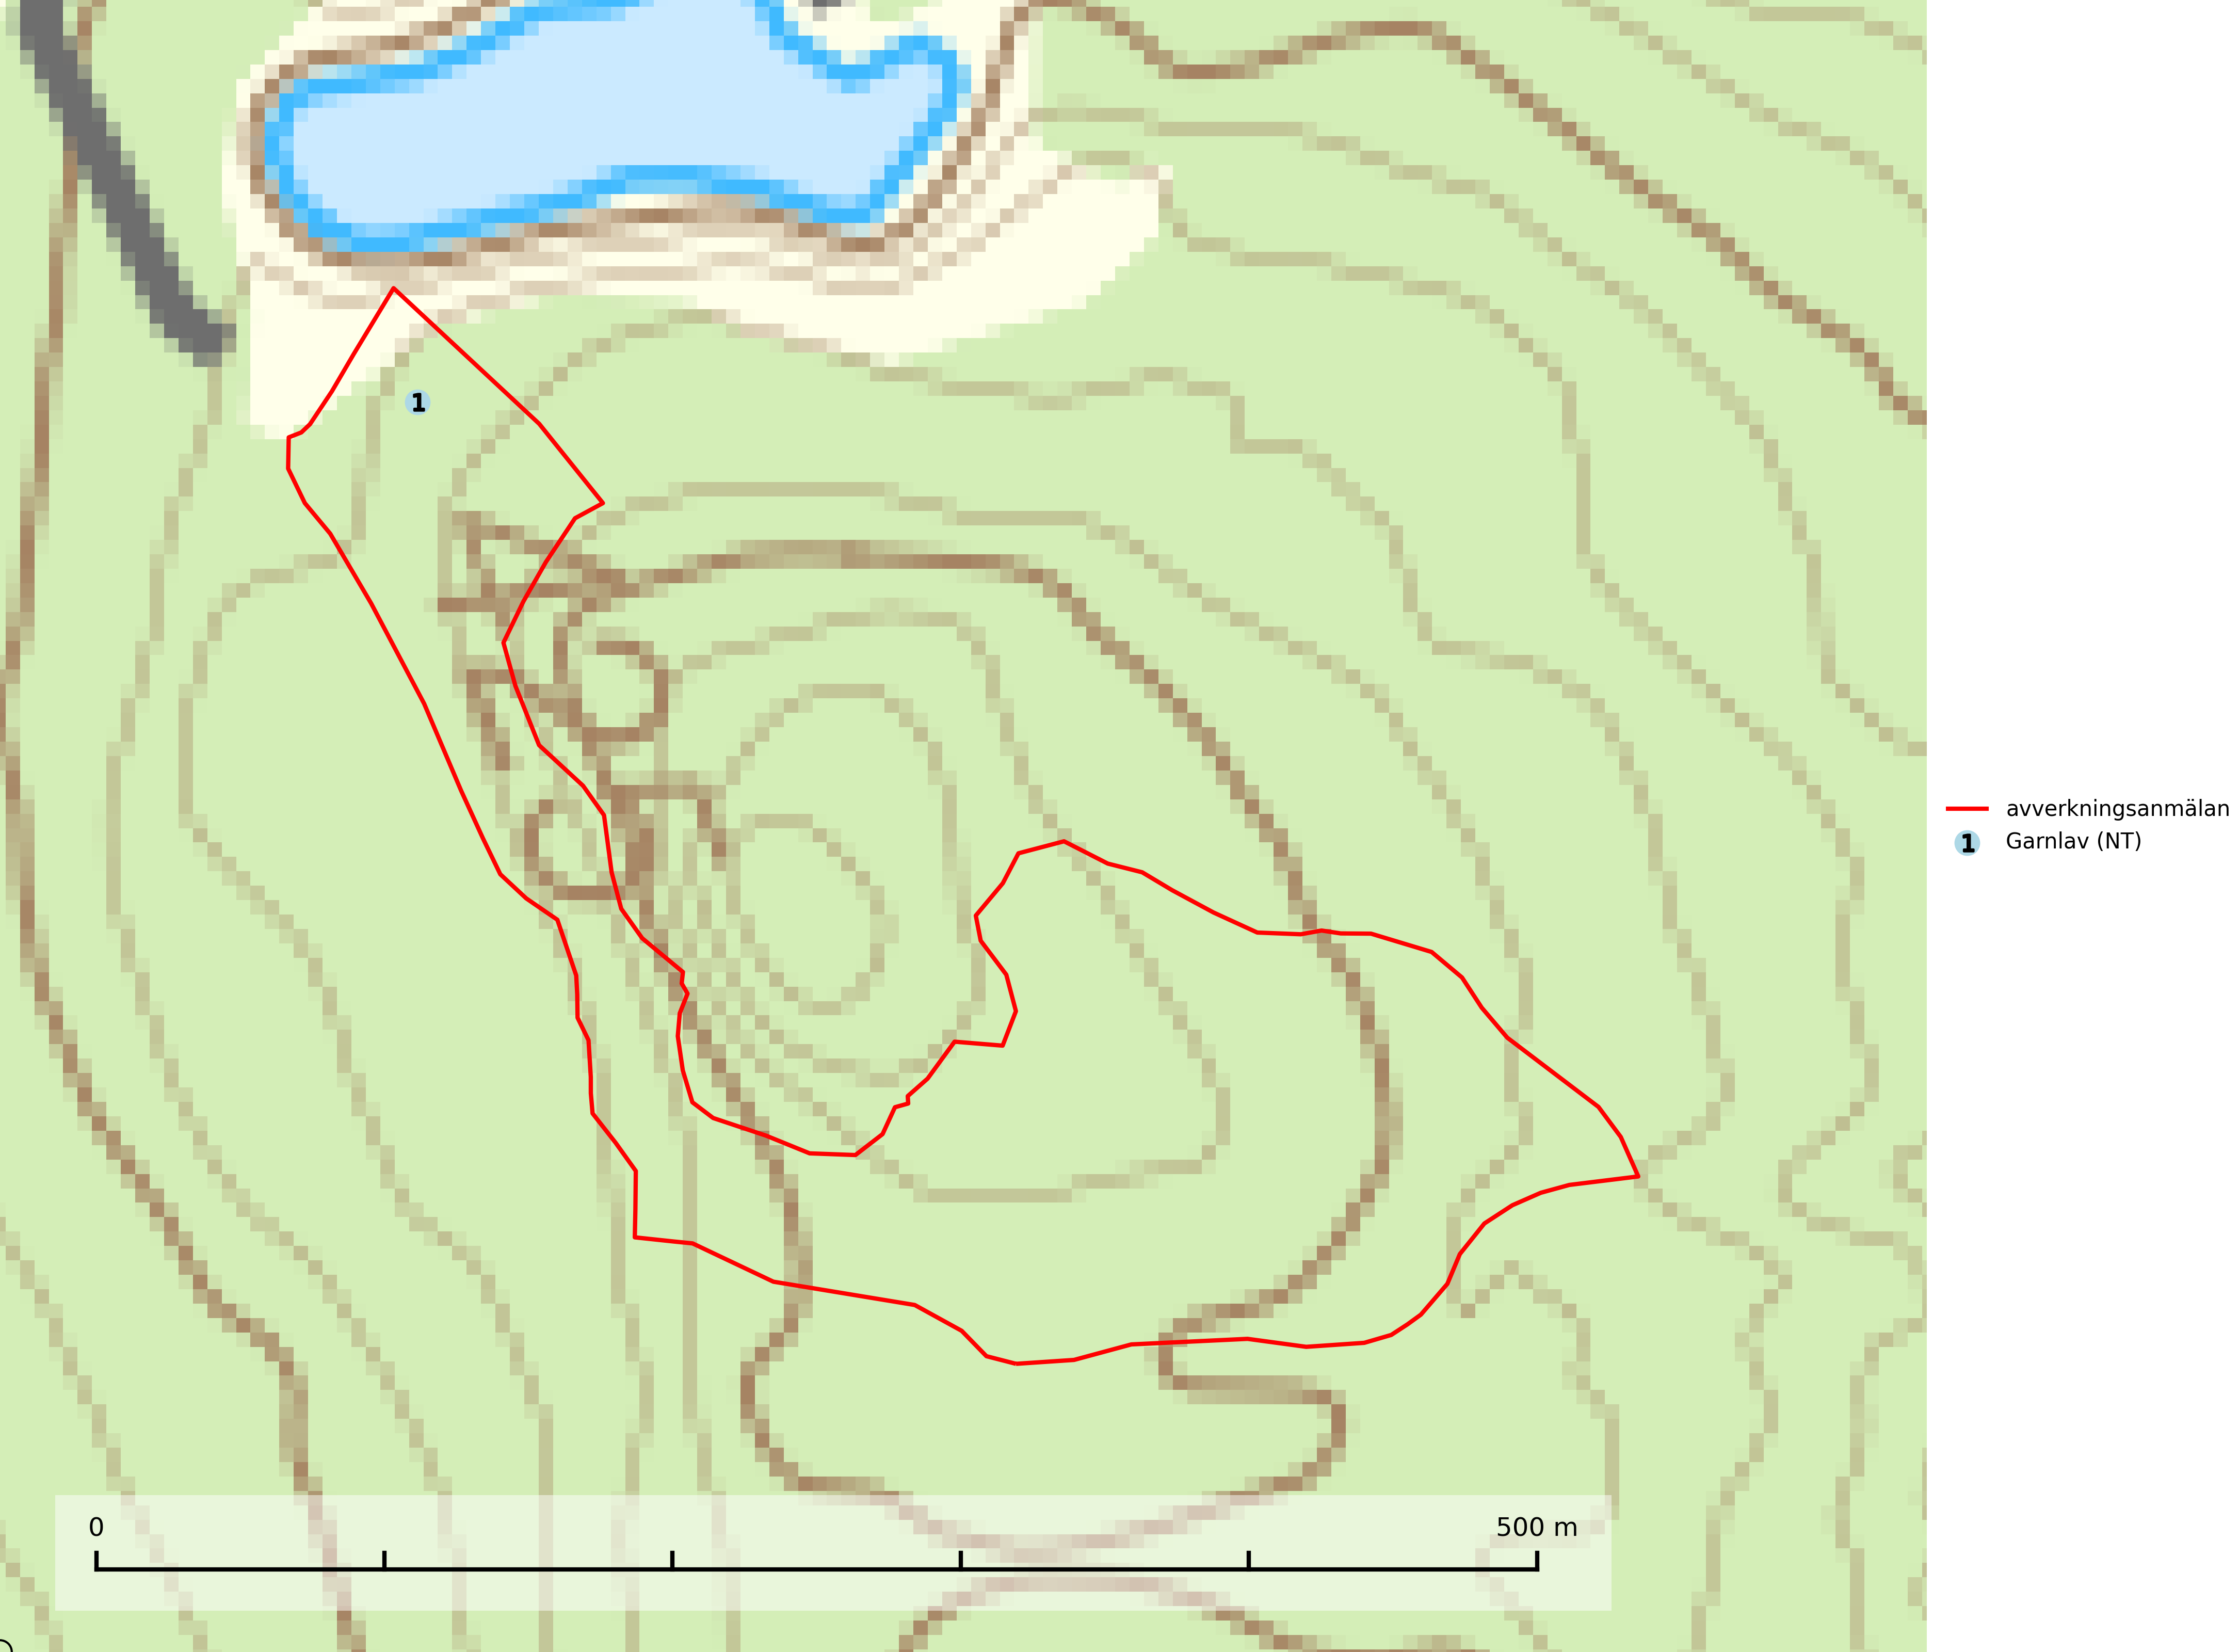 1
avverkningsanmälan
1 Garnlav (NT)
0 500 m